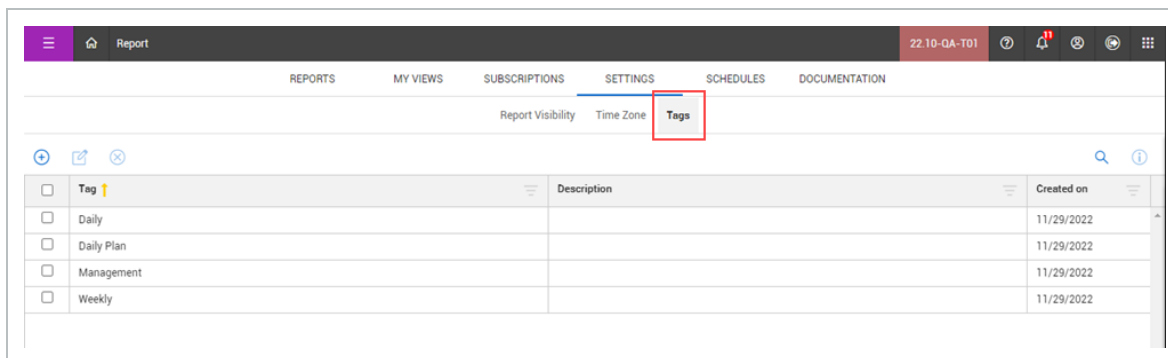 Report 22.10-QA-T01 11
REPORTS MY VIEWS SUBSCRIPTIONS SETTINGS SCHEDULES DOCUMENTATION
Report Visibility Time Zone Tags
Tag Description Created on
Daily 11/29/2022
Daily Plan 11/29/2022
Management 11/29/2022
Weekly 11/29/2022